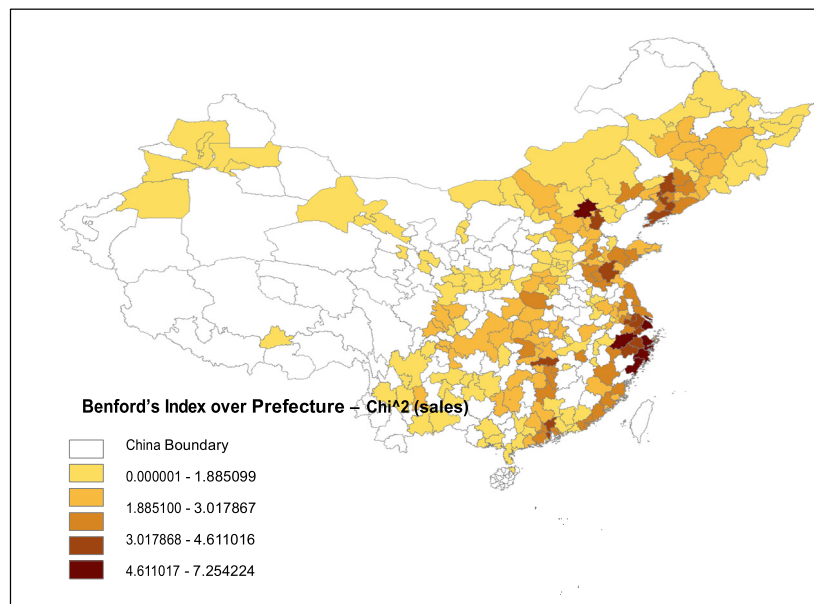 Benford's Index over Prefecture – Chi^2 (sales)
China Boundary
0.000001 - 1.885099
1.885100 - 3.017867
3.017868 - 4.611016
4.611017 - 7.254224